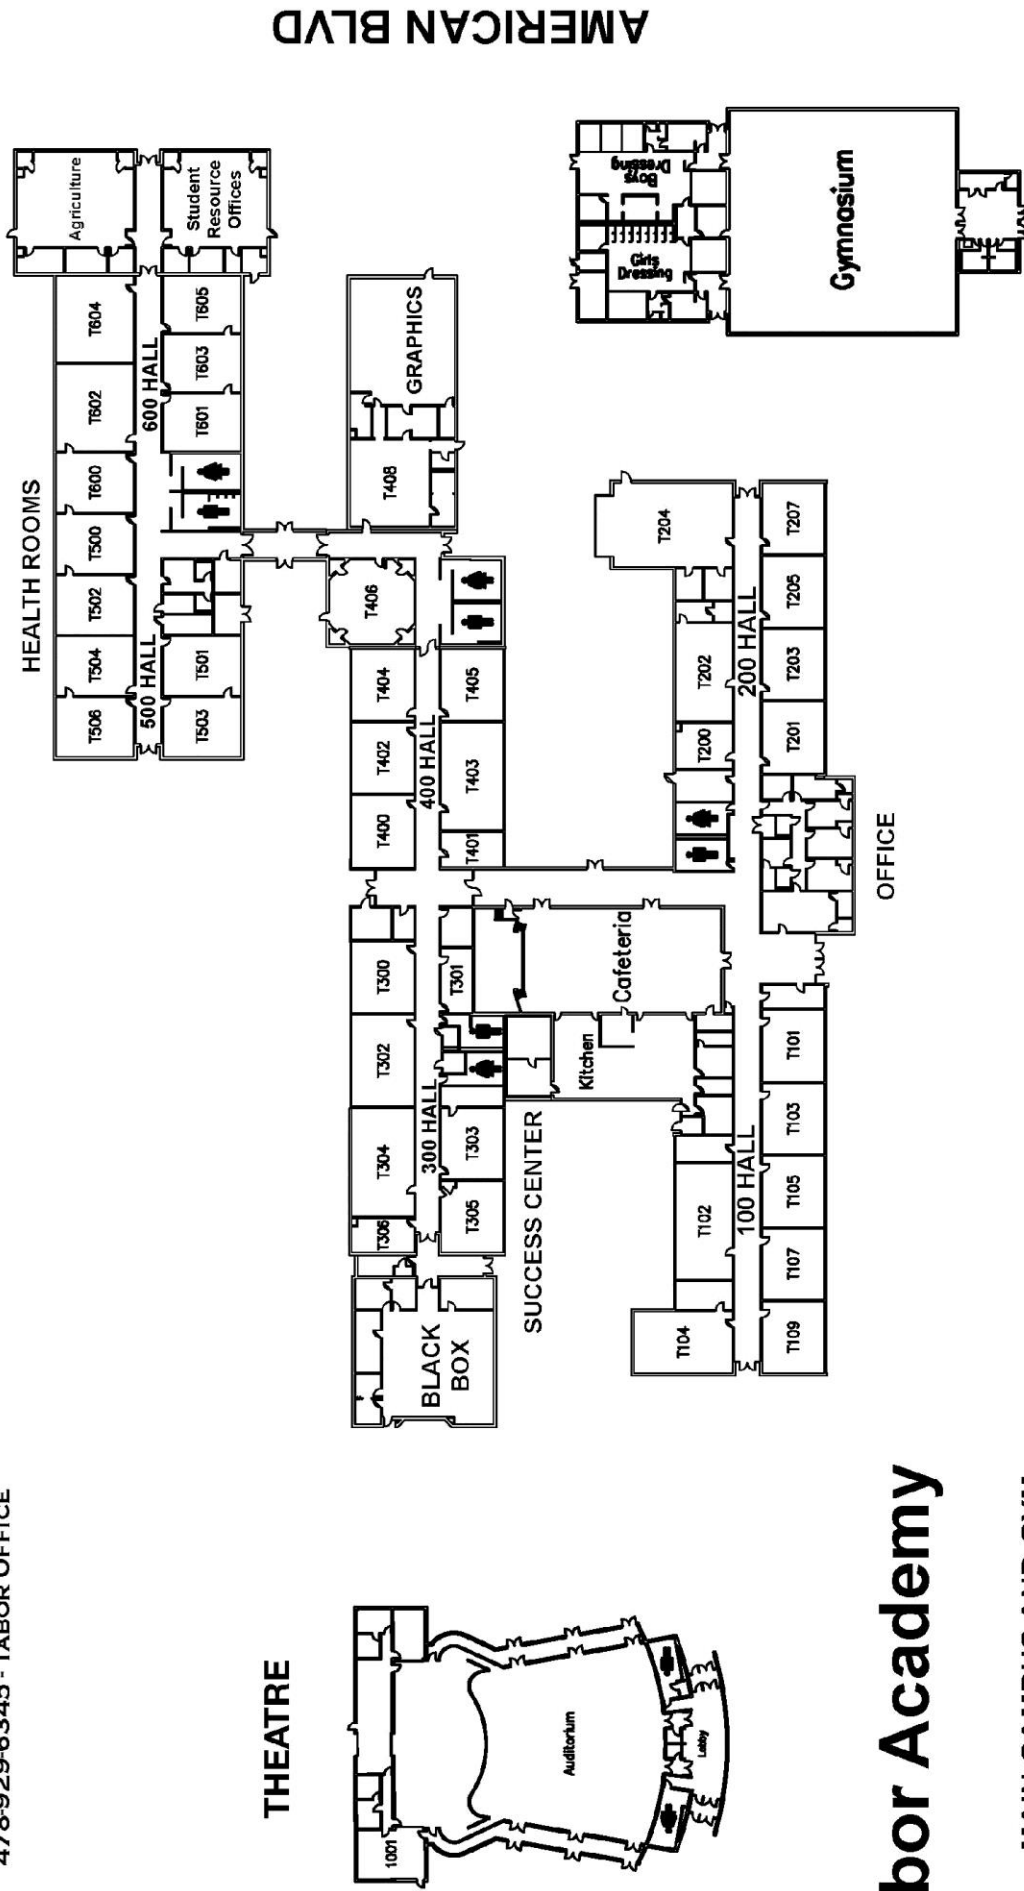 AMERICAN BLVD
HEALTH ROOMS
Agriculture
Student
Resource
Offices
T604
T602
T600
T500
T502
T504
T506
600 HALL
500 HALL
T605
T603
T601
T501
T503
GRAPHICS
T408
T406
T404
T402
T400
400 HALL
T405
T403
T401
Boys
Dressing
Girls
Dressing
Gymnasium
T204
T202
T200
200 HALL
T207
T205
T203
T201
OFFICE
T300
T302
T304
T306
300 HALL
T301
T303
T305
Cafeteria
Kitchen
SUCCESS CENTER
BLACK
BOX
T102
T104
100 HALL
T101
T103
T105
T107
T109
478-929-6345 - TABOR OFFICE
THEATRE
1001
Auditorium
Lobby
bor Academy